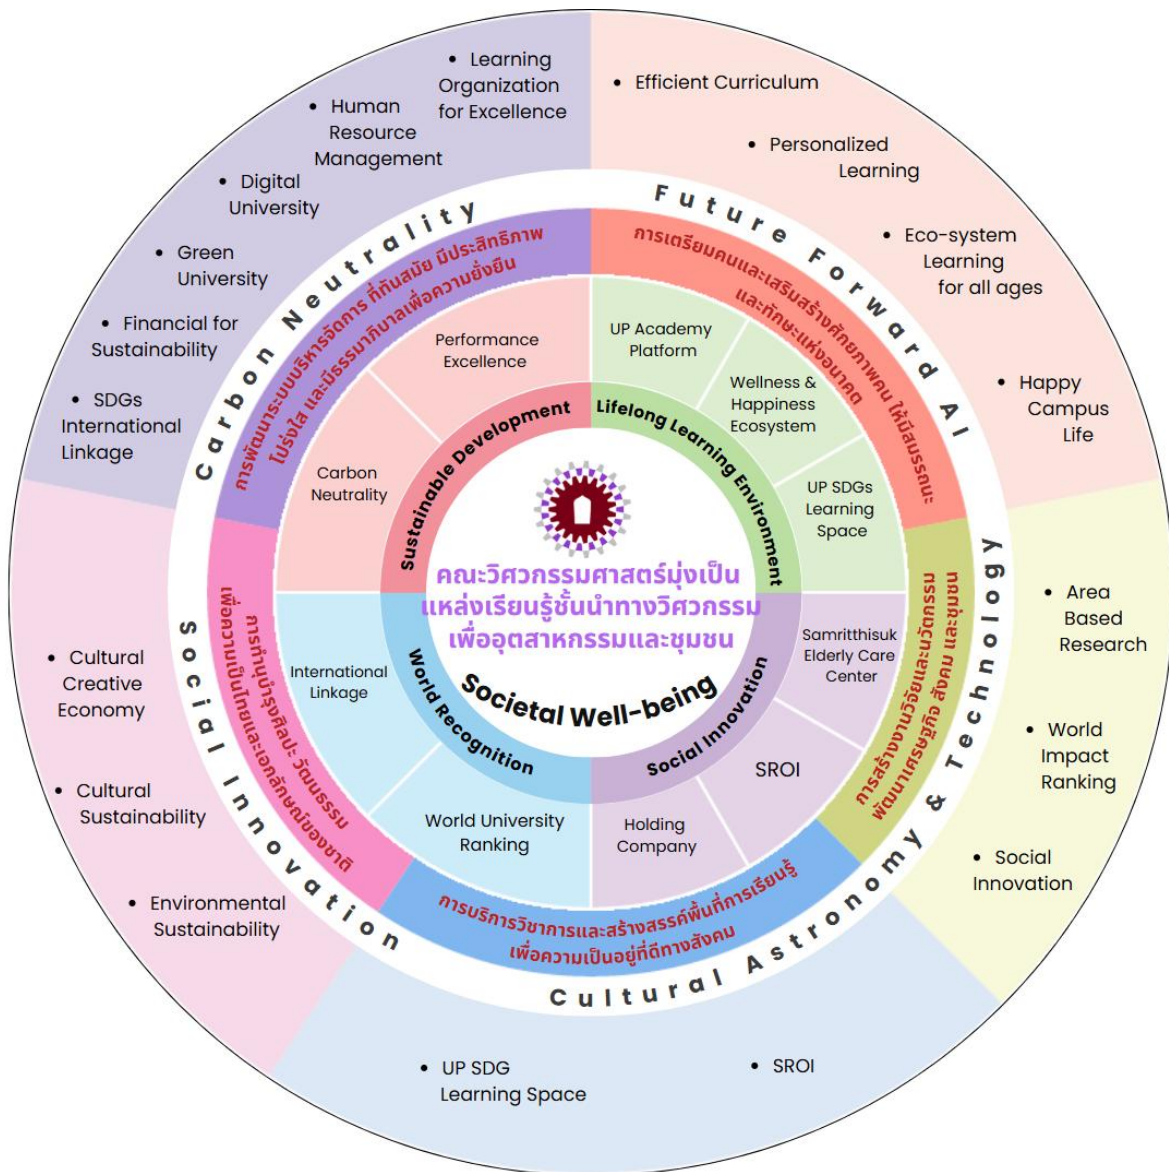 • Learning
Organization
for Excellence
• Human
Resource
Management
• Digital
University
• Green
University
• Financial for
Sustainability
• SDGs
International
Linkage
• Efficient Curriculum
• Personalized
Learning
• Eco-system
Learning
for all ages
• Happy
Campus
Life
• Area
Based
Research
• World
Impact
Ranking
• Social
Innovation
• SROI
• UP SDG
Learning Space
• Cultural
Creative
Economy
• Cultural
Sustainability
• Environmental
Sustainability
Carbon Neutrality
Future Forward AI
Cultural Astronomy & Technology
Social Innovation
การพัฒนาระบบบริหารจัดการ ที่ทันสมัย มีประสิทธิภาพ
โปร่งใส และมีธรรมาภิบาลเพื่อความยั่งยืน
การเตรียมคนและเสริมสร้างศักยภาพคน ให้มีสมรรถนะ
และทักษะแห่งอนาคต
การสร้างงานวิจัยและนวัตกรรม
พัฒนาเศรษฐกิจ สังคม และชุมชน
การบริการวิชาการและสร้างสรรค์พื้นที่การเรียนรู้
เพื่อความเป็นอยู่ที่ดีทางสังคม
การทำนุบำรุงศิลปะ วัฒนธรรม
เพื่อความเป็นไทยและเอกลักษณ์ของชาติ
Performance
Excellence
Carbon
Neutrality
UP Academy
Platform
Wellness &
Happiness
Ecosystem
UP SDGs
Learning
Space
Samritthisuk
Elderly Care
Center
SROI
Holding
Company
World University
Ranking
International
Linkage
Sustainable Development
Lifelong Learning Environment
Social Innovation
World Recognition
คณะวิศวกรรมศาสตร์มุ่งเป็น
แหล่งเรียนรู้ชั้นนำทางวิศวกรรม
เพื่ออุตสาหกรรมและชุมชน
Societal Well-being